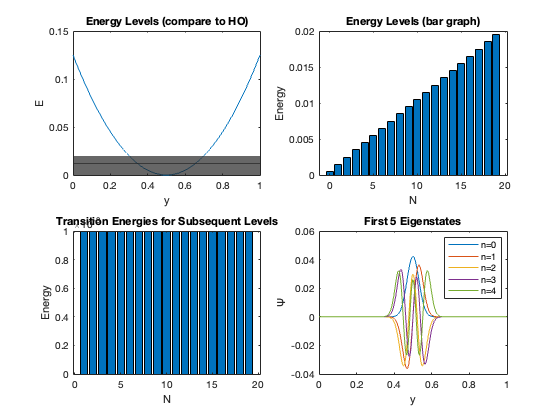 Energy Levels (compare to HO)
0.15
0.1
0.05
0
E
0 0.2 0.4 0.6 0.8 1
y
Energy Levels (bar graph)
0.02
0.015
0.01
0.005
0
Energy
0 5 10 15 20
N
Transition Energies for Subsequent Levels
1
0.8
0.6
0.4
0.2
0
Energy
0 5 10 15 20
N
First 5 Eigenstates
0.06
0.04
0.02
0
-0.02
-0.04
Ψ
n=0
n=1
n=2
n=3
n=4
0 0.2 0.4 0.6 0.8 1
y